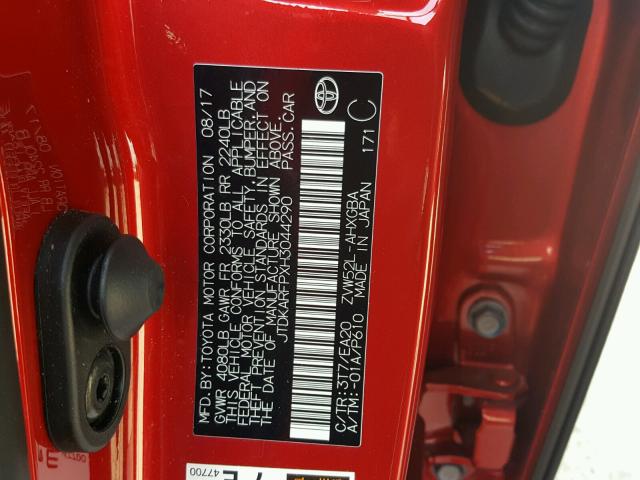 MFD. BY: TOYOTA MOTOR CORPORATION 08/17
GVWR 4080LB GAWR FR 2330LB RR 2240LB
THIS VEHICLE CONFORMS TO ALL APPLICABLE
FEDERAL MOTOR VEHICLE SAFETY, BUMPER, AND
THEFT PREVENTION STANDARDS IN EFFECT ON
THE DATE OF MANUFACTURE SHOWN ABOVE.
JTDKARFPXH3044290 PASS.CAR
C/TR:3T7/EA20 ZVW52L-AHXGBA
A/TM:-01A/P610 MADE IN JAPAN 171 C
47700